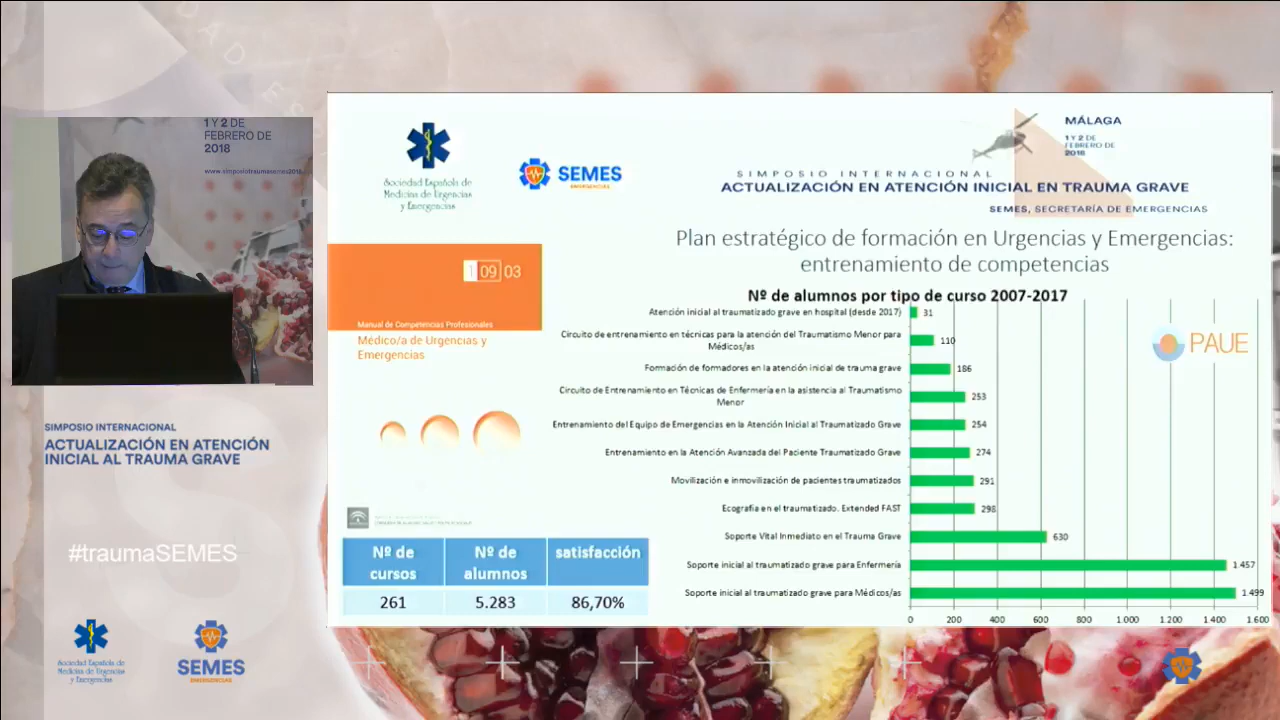 1 Y 2 DE
FEBRERO DE
2018
SIMPOSIO INTERNACIONAL
ACTUALIZACIÓN EN ATENCIÓN
INICIAL AL TRAUMA GRAVE
#traumaSEMES
Sociedad Española de
Medicina de Urgencias
y Emergencias
SEMES
EMERGENCIAS
Sociedad Española de
Medicina de Urgencias
y Emergencias
SEMES
EMERGENCIAS
MÁLAGA
1 Y 2 DE
FEBRERO DE
2018
SIMPOSIO INTERNACIONAL
ACTUALIZACIÓN EN ATENCIÓN INICIAL EN TRAUMA GRAVE
SEMES, SECRETARÍA DE EMERGENCIAS
Plan estratégico de formación en Urgencias y Emergencias:
entrenamiento de competencias
1 09 03
Manual de Competencias Profesionales
Médico/a de Urgencias y
Emergencias
Nº de alumnos por tipo de curso 2007-2017
Atención inicial al traumatizado grave en hospital (desde 2017) 31
Circuito de entrenamiento en técnicas para la atención del Traumatismo Menor para
Médicos/as 110
Formación de formadores en la atención inicial de trauma grave 186
Circuito de Entrenamiento en Técnicas de Enfermería en la asistencia al Traumatismo
Menor 253
Entrenamiento del Equipo de Emergencias en la Atención Inicial al Traumatizado Grave 254
Entrenamiento en la Atención Avanzada del Paciente Traumatizado Grave 274
Movilización e inmovilización de pacientes traumatizados 291
Ecografía en el traumatizado. Extended FAST 298
Soporte Vital Inmediato en el Trauma Grave 630
Soporte inicial al traumatizado grave para Enfermería 1.457
Soporte inicial al traumatizado grave para Médicos/as 1.499
0 200 400 600 800 1.000 1.200 1.400 1.600
PAUE
Nº de cursos Nº de alumnos satisfacción
261 5.283 86,70%